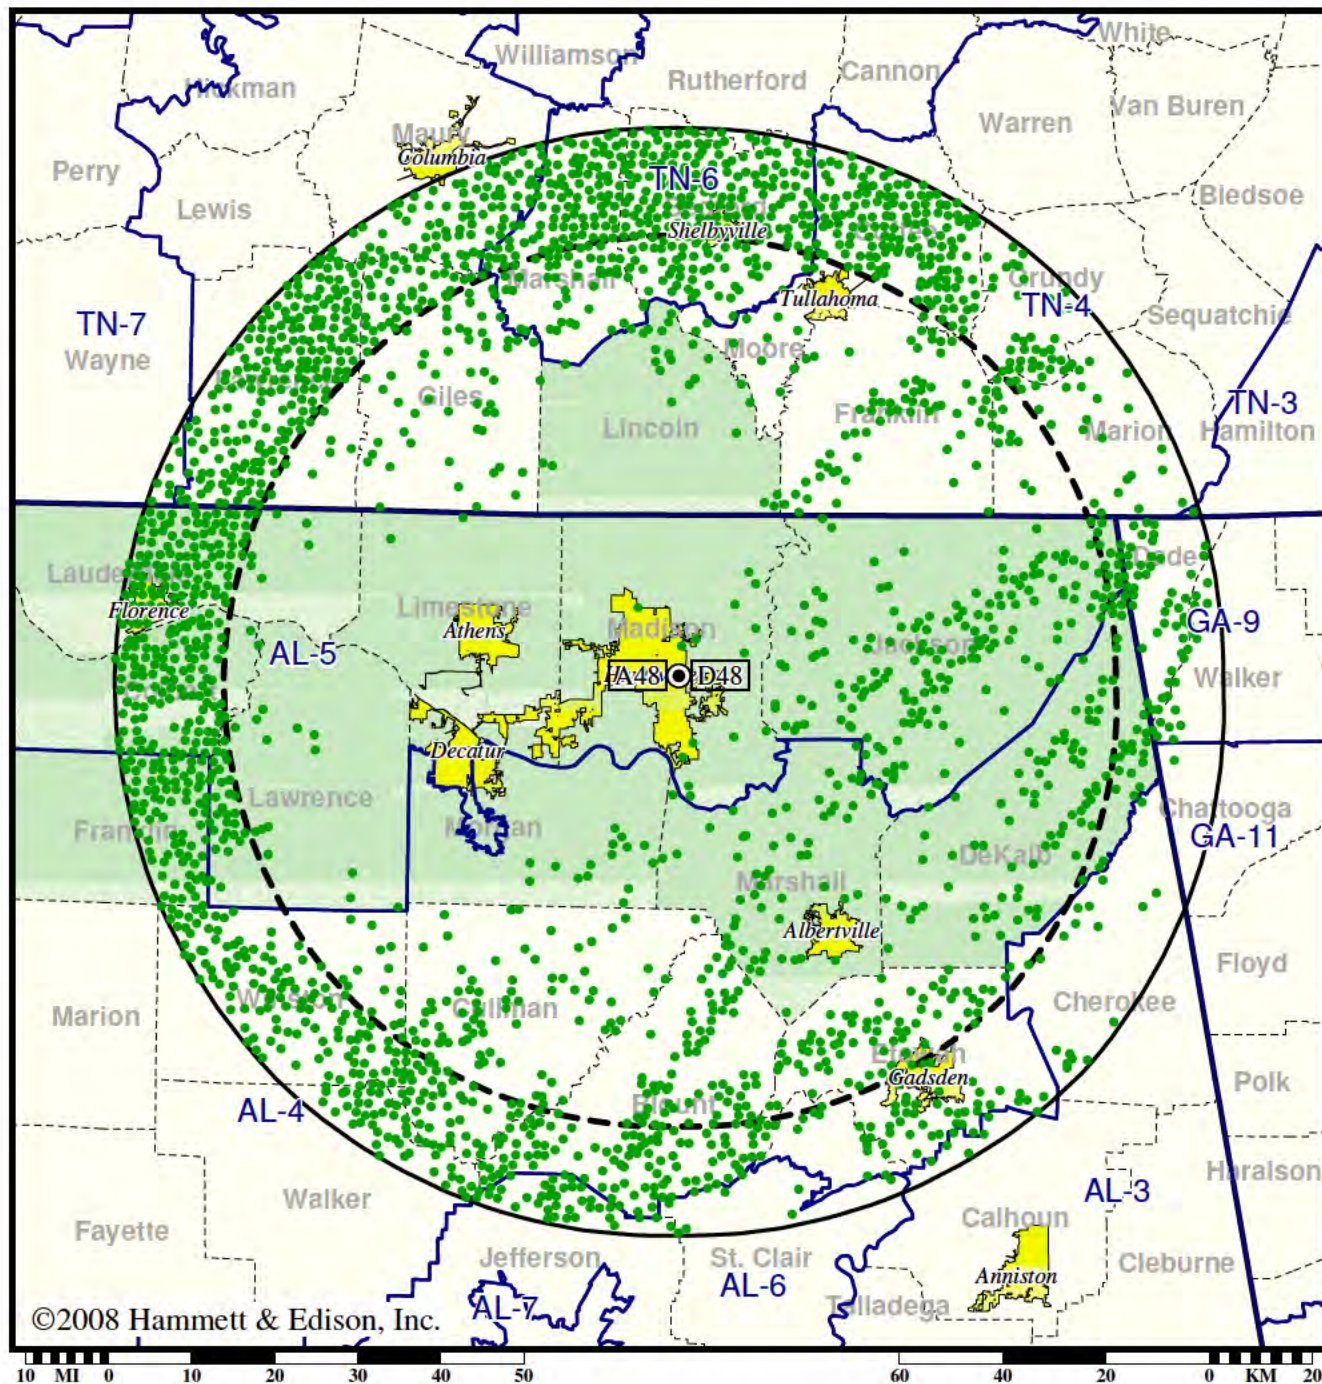 White
Williamson
Rutherford
Cannon
Hickman
Van Buren
Warren
Maury
Columbia
Perry
TN-6
Bledsoe
Lewis
Shelbyville
Marshall
Grundy
Tullahoma
TN-4
Sequatchie
TN-7
Wayne
Moore
Giles
TN-3
Franklin
Lincoln
Marion
Hamilton
Dade
Florence
Limestone
Athens
Madison
GA-9
AL-5
Jackson
A48
D48
Walker
Decatur
Lawrence
Chattooga
Morgan
Franklin
GA-11
DeKalb
Marshall
Albertville
Floyd
Winston
Cullman
Cherokee
Marion
Etowah
Gadsden
Polk
AL-4
Blount
Haralson
AL-3
Walker
Calhoun
Fayette
Jefferson
St. Clair
Cleburne
Anniston
AL-6
Talladega
AL-7
©2008 Hammett & Edison, Inc.
10 MI 0 10 20 30 40 50 60 40 20 0 KM 20